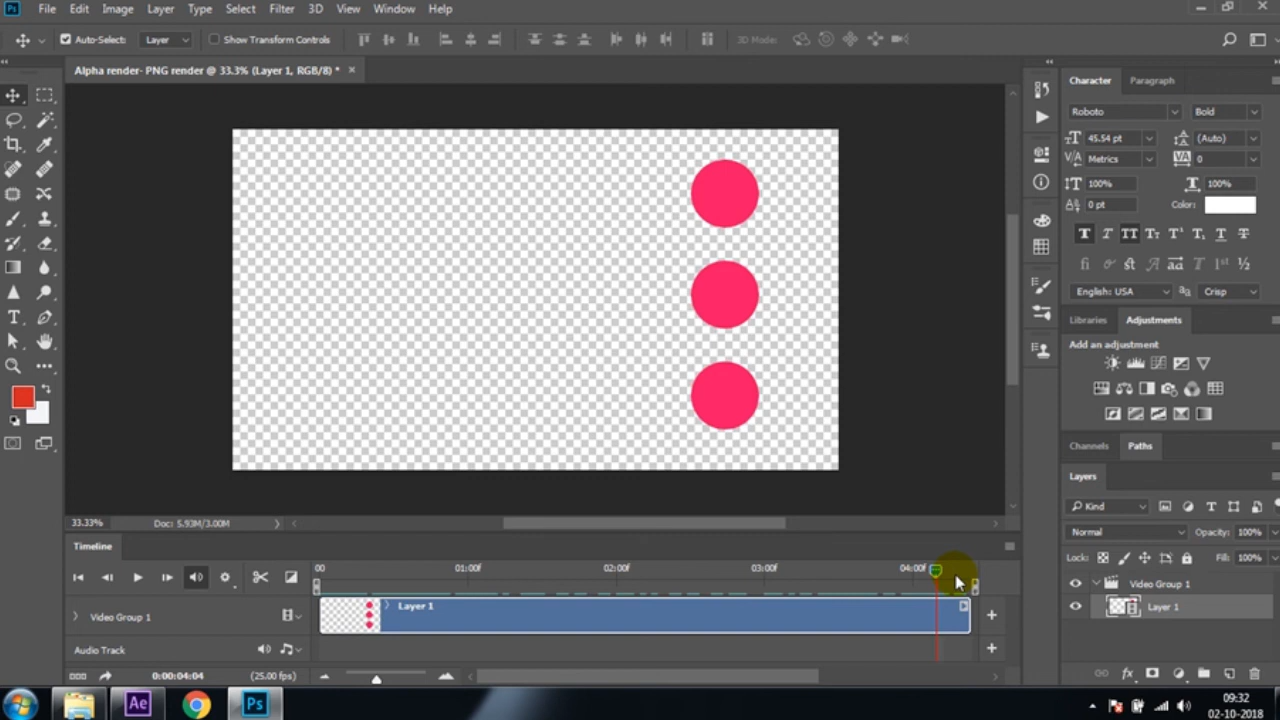 Ps File Edit Image Layer Type Select Filter 3D View Window Help
Auto-Select: Layer Show Transform Controls 3D Mode:
Alpha render- PNG render @ 33.3% (Layer 1, RGB/8) * ×
Character Paragraph
Roboto Bold
45.54 pt (Auto)
Metrics 0
100% 100%
0 pt Color:
English: USA Crisp
Libraries Adjustments
Add an adjustment
Channels Paths
Layers
Kind
Normal Opacity: 100%
Lock: Fill: 100%
Video Group 1
Layer 1
33.33% Doc: 5.93M/3.00M
Timeline
00 01:00f 02:00f 03:00f 04:00f
Video Group 1 Layer 1
Audio Track
0:00:04:04 (25.00 fps)
Ae Ps
09:32
02-10-2018